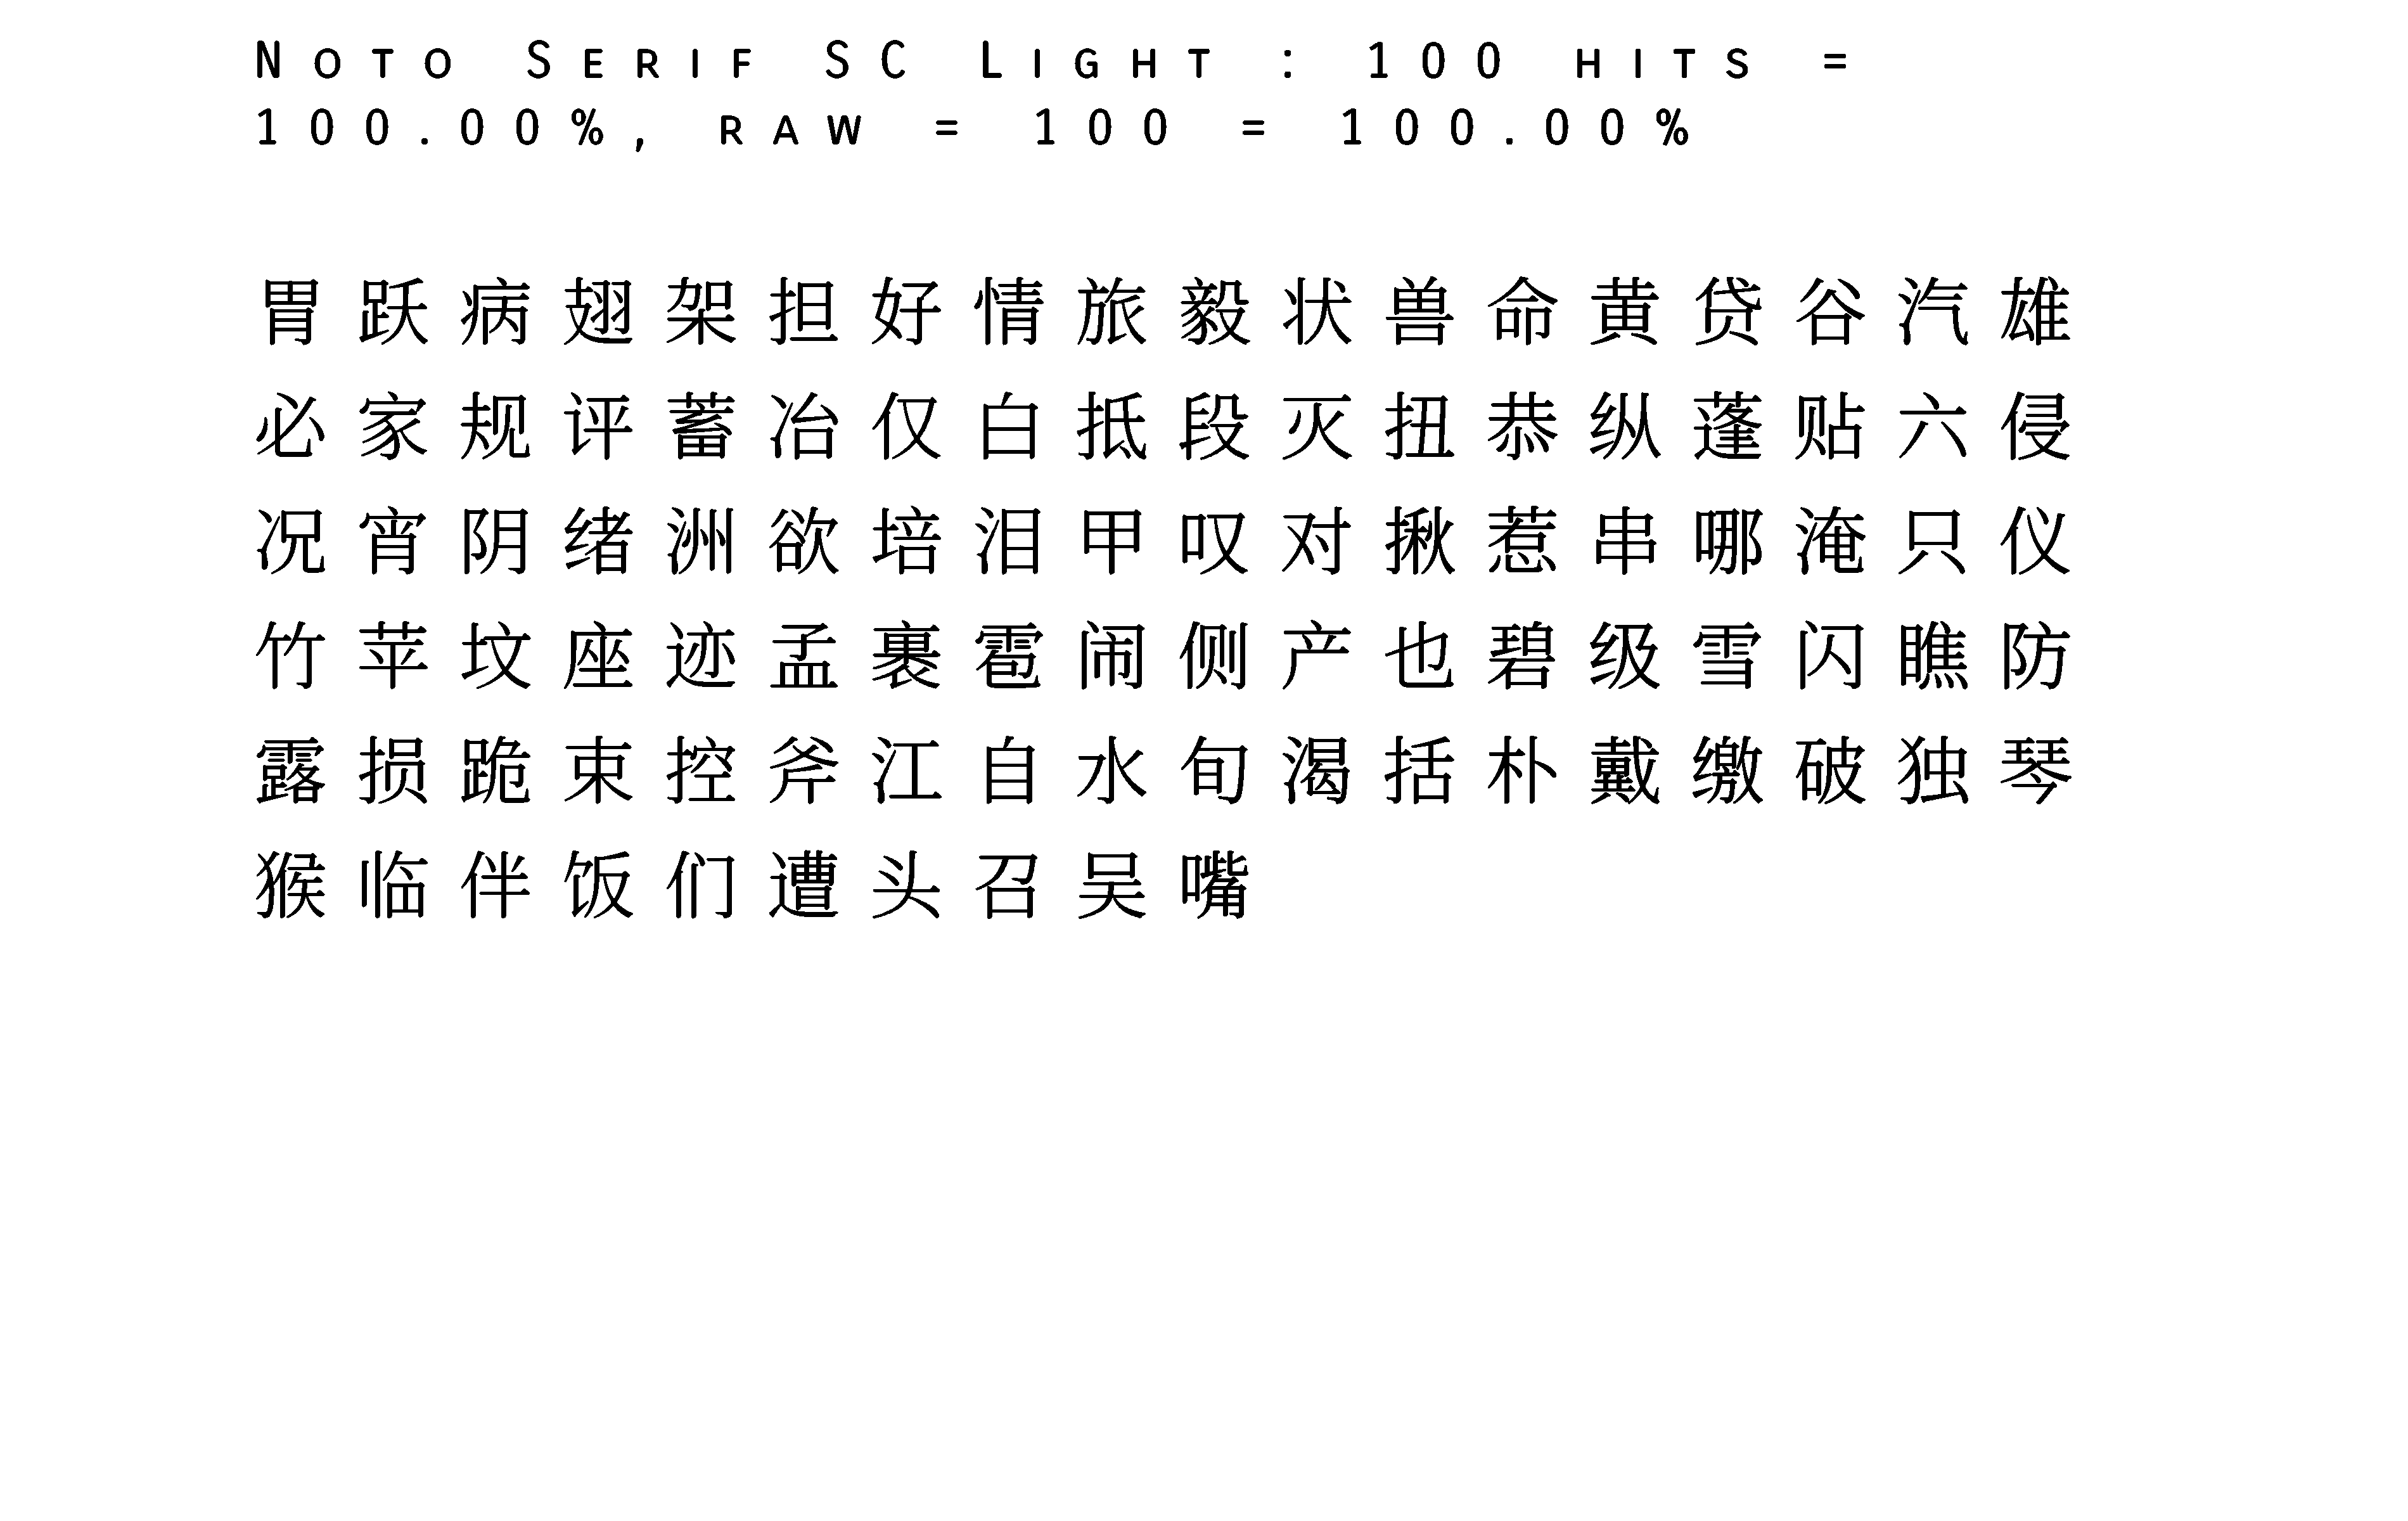 Noto Serif SC Light : 100 hits =
100.00%, raw = 100 = 100.00%
胃跃病翅架担好情旅毅状兽命黄贷谷汽雄
必家规评蓄冶仅白抵段灭扭恭纵蓬贴六侵
况宵阴绪洲欲培泪甲叹对揪惹串哪淹只仪
竹苹坟座迹孟裹雹闹侧产也碧级雪闪瞧防
露损跪束控斧江自水旬渴括朴戴缴破独琴
猴临伴饭们遭头召吴嘴